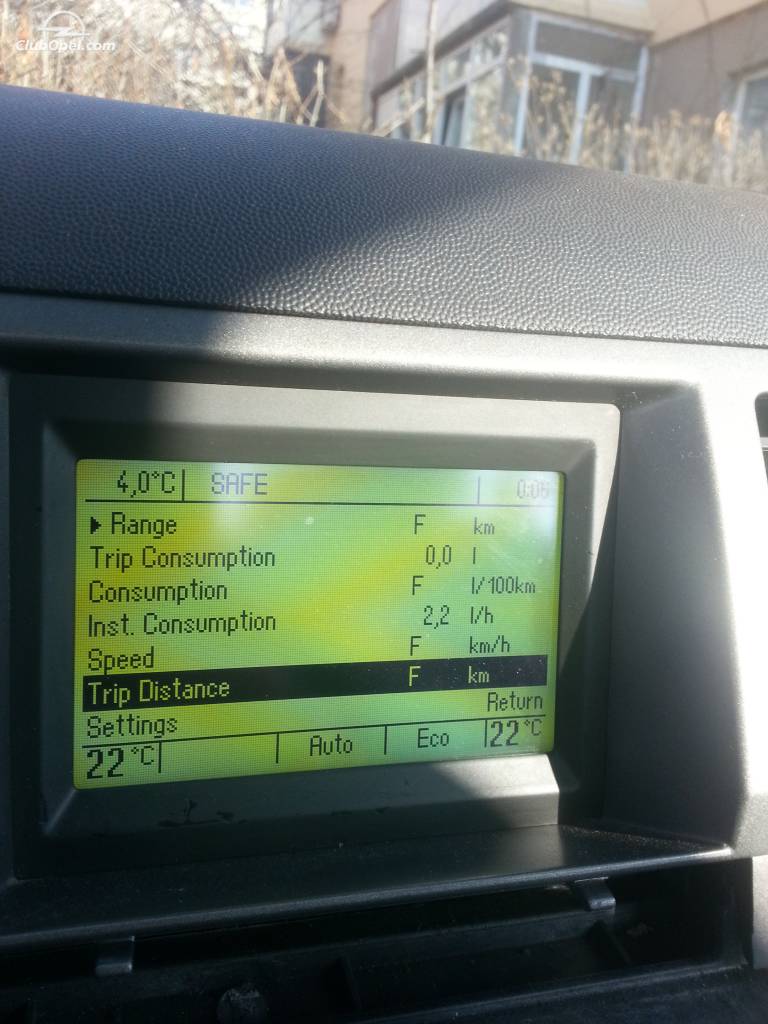 ClubOpel.com
4,0°C SAFE 0:06
Range F km
Trip Consumption 0,0 l
Consumption F l/100km
Inst. Consumption 2,2 l/h
Speed F km/h
Trip Distance F km
Return
Settings
22°C Auto Eco 22°C